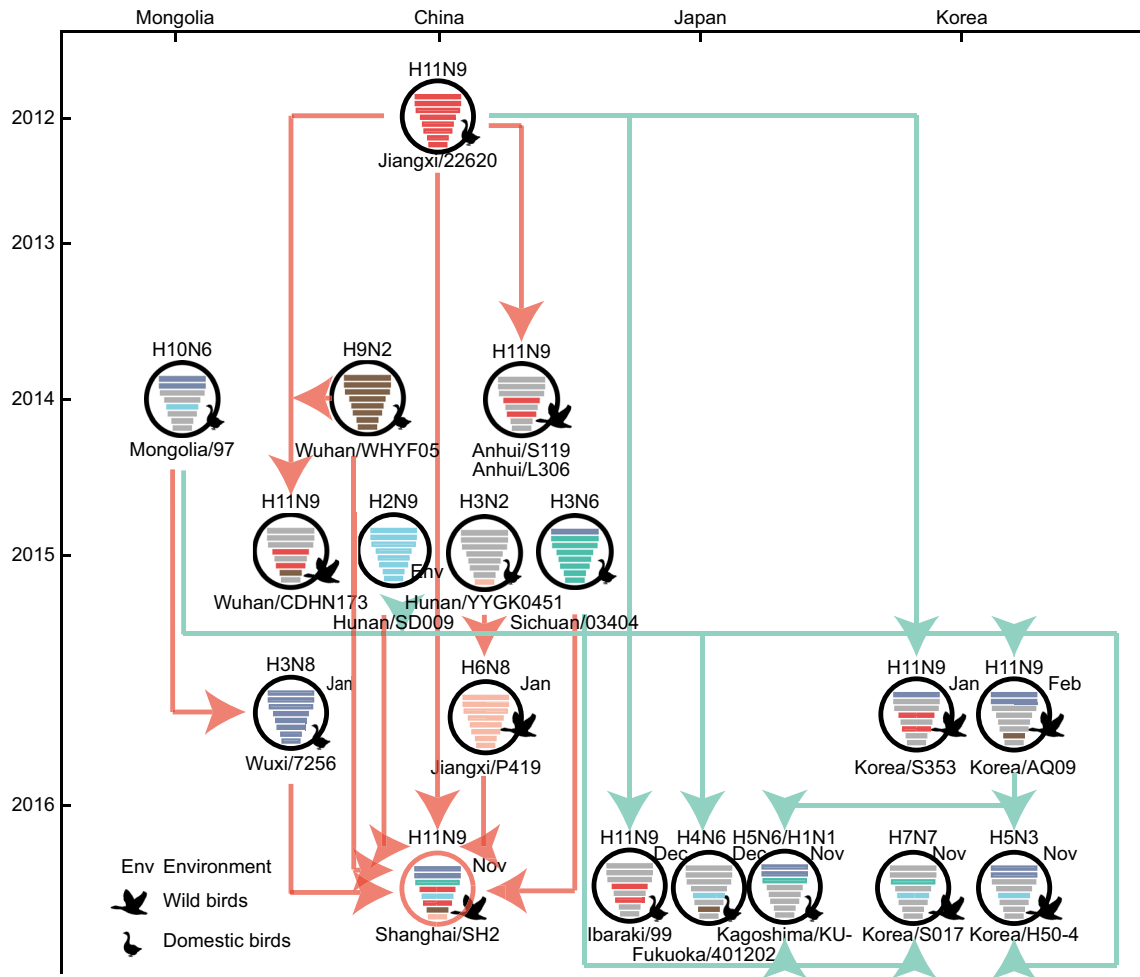 Mongolia China Japan Korea
H11N9
2012
Jiangxi/22620
2013
H10N6 H9N2 H11N9
2014
Mongolia/97 Wuhan/WHYF05 Anhui/S119
Anhui/L306
H11N9 H2N9 H3N2 H3N6
2015
Env
Wuhan/CDHN173 Hunan/YYGK0451
Hunan/SD009 Sichuan/03404
H3N8 Jan H6N8 Jan H11N9 Jan H11N9 Feb
Wuxi/7256 Jiangxi/P419 Korea/S353 Korea/AQ09
2016
H11N9 Nov H11N9 Dec H4N6 Dec H5N6/H1N1 Nov H7N7 Nov H5N3 Nov
Env Environment
Wild birds
Domestic birds
Shanghai/SH2 Ibaraki/99 Kagoshima/KU- Korea/S017 Korea/H50-4
Fukuoka/401202